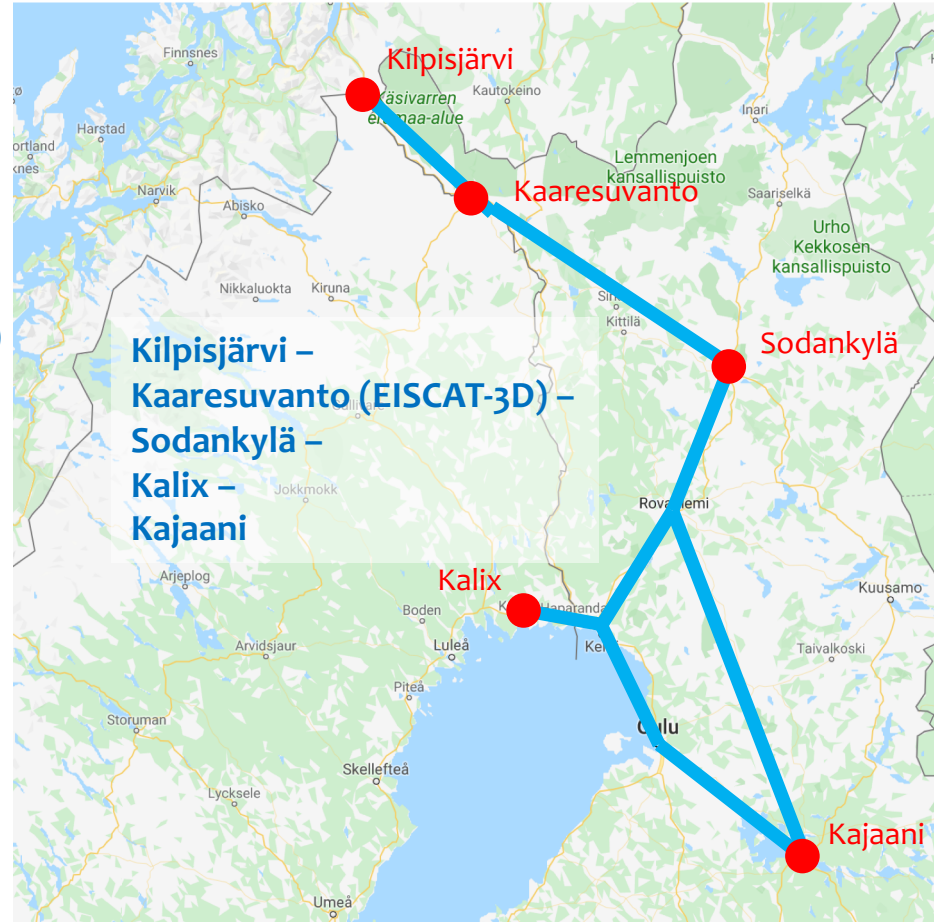 Finnsnes
Kilpisjärvi
Kautokeino
Käsivarren
erämaa-alue
Inari
Harstad
Lemmenjoen
kansallispuisto
Narvik
Kaaresuvanto
Saariselkä
Abisko
Urho
Kekkosen
kansallispuisto
Nikkaluokta
Kiruna
Kittilä
Sodankylä
Kilpisjärvi –
Kaaresuvanto (EISCAT-3D) –
Sodankylä –
Kalix –
Kajaani
Jokkmokk
Arjeplog
Kalix
Kuusamo
Boden
Haparanda
Luleå
Taivalkoski
Arvidsjaur
Piteå
Storuman
Oulu
Skellefteå
Lycksele
Kajaani
Umeå